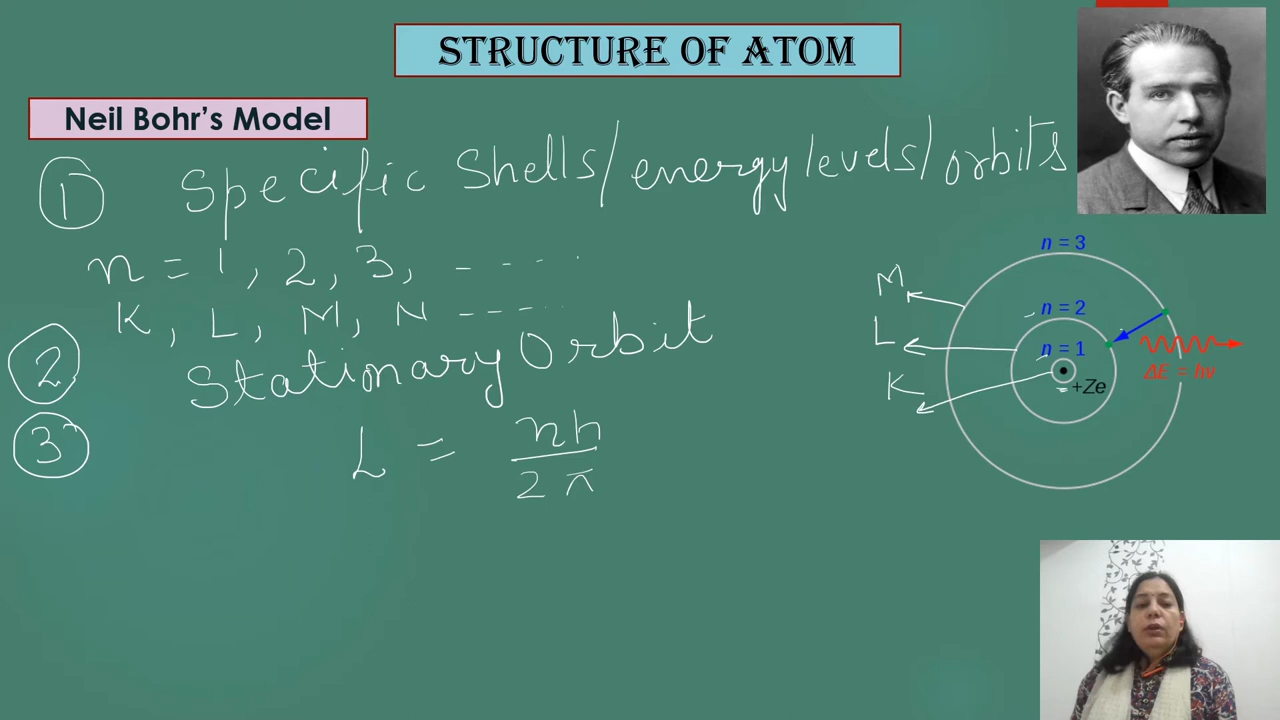 STRUCTURE OF ATOM
Neil Bohr’s Model
1 Specific Shells/energy levels/orbits
n = 1, 2, 3, - - - - -
K, L, M, N - - - - -
2 Stationary Orbit
3 L = nh
2π
n = 3
n = 2
n = 1
+Ze
ΔE = hν
M
L
K